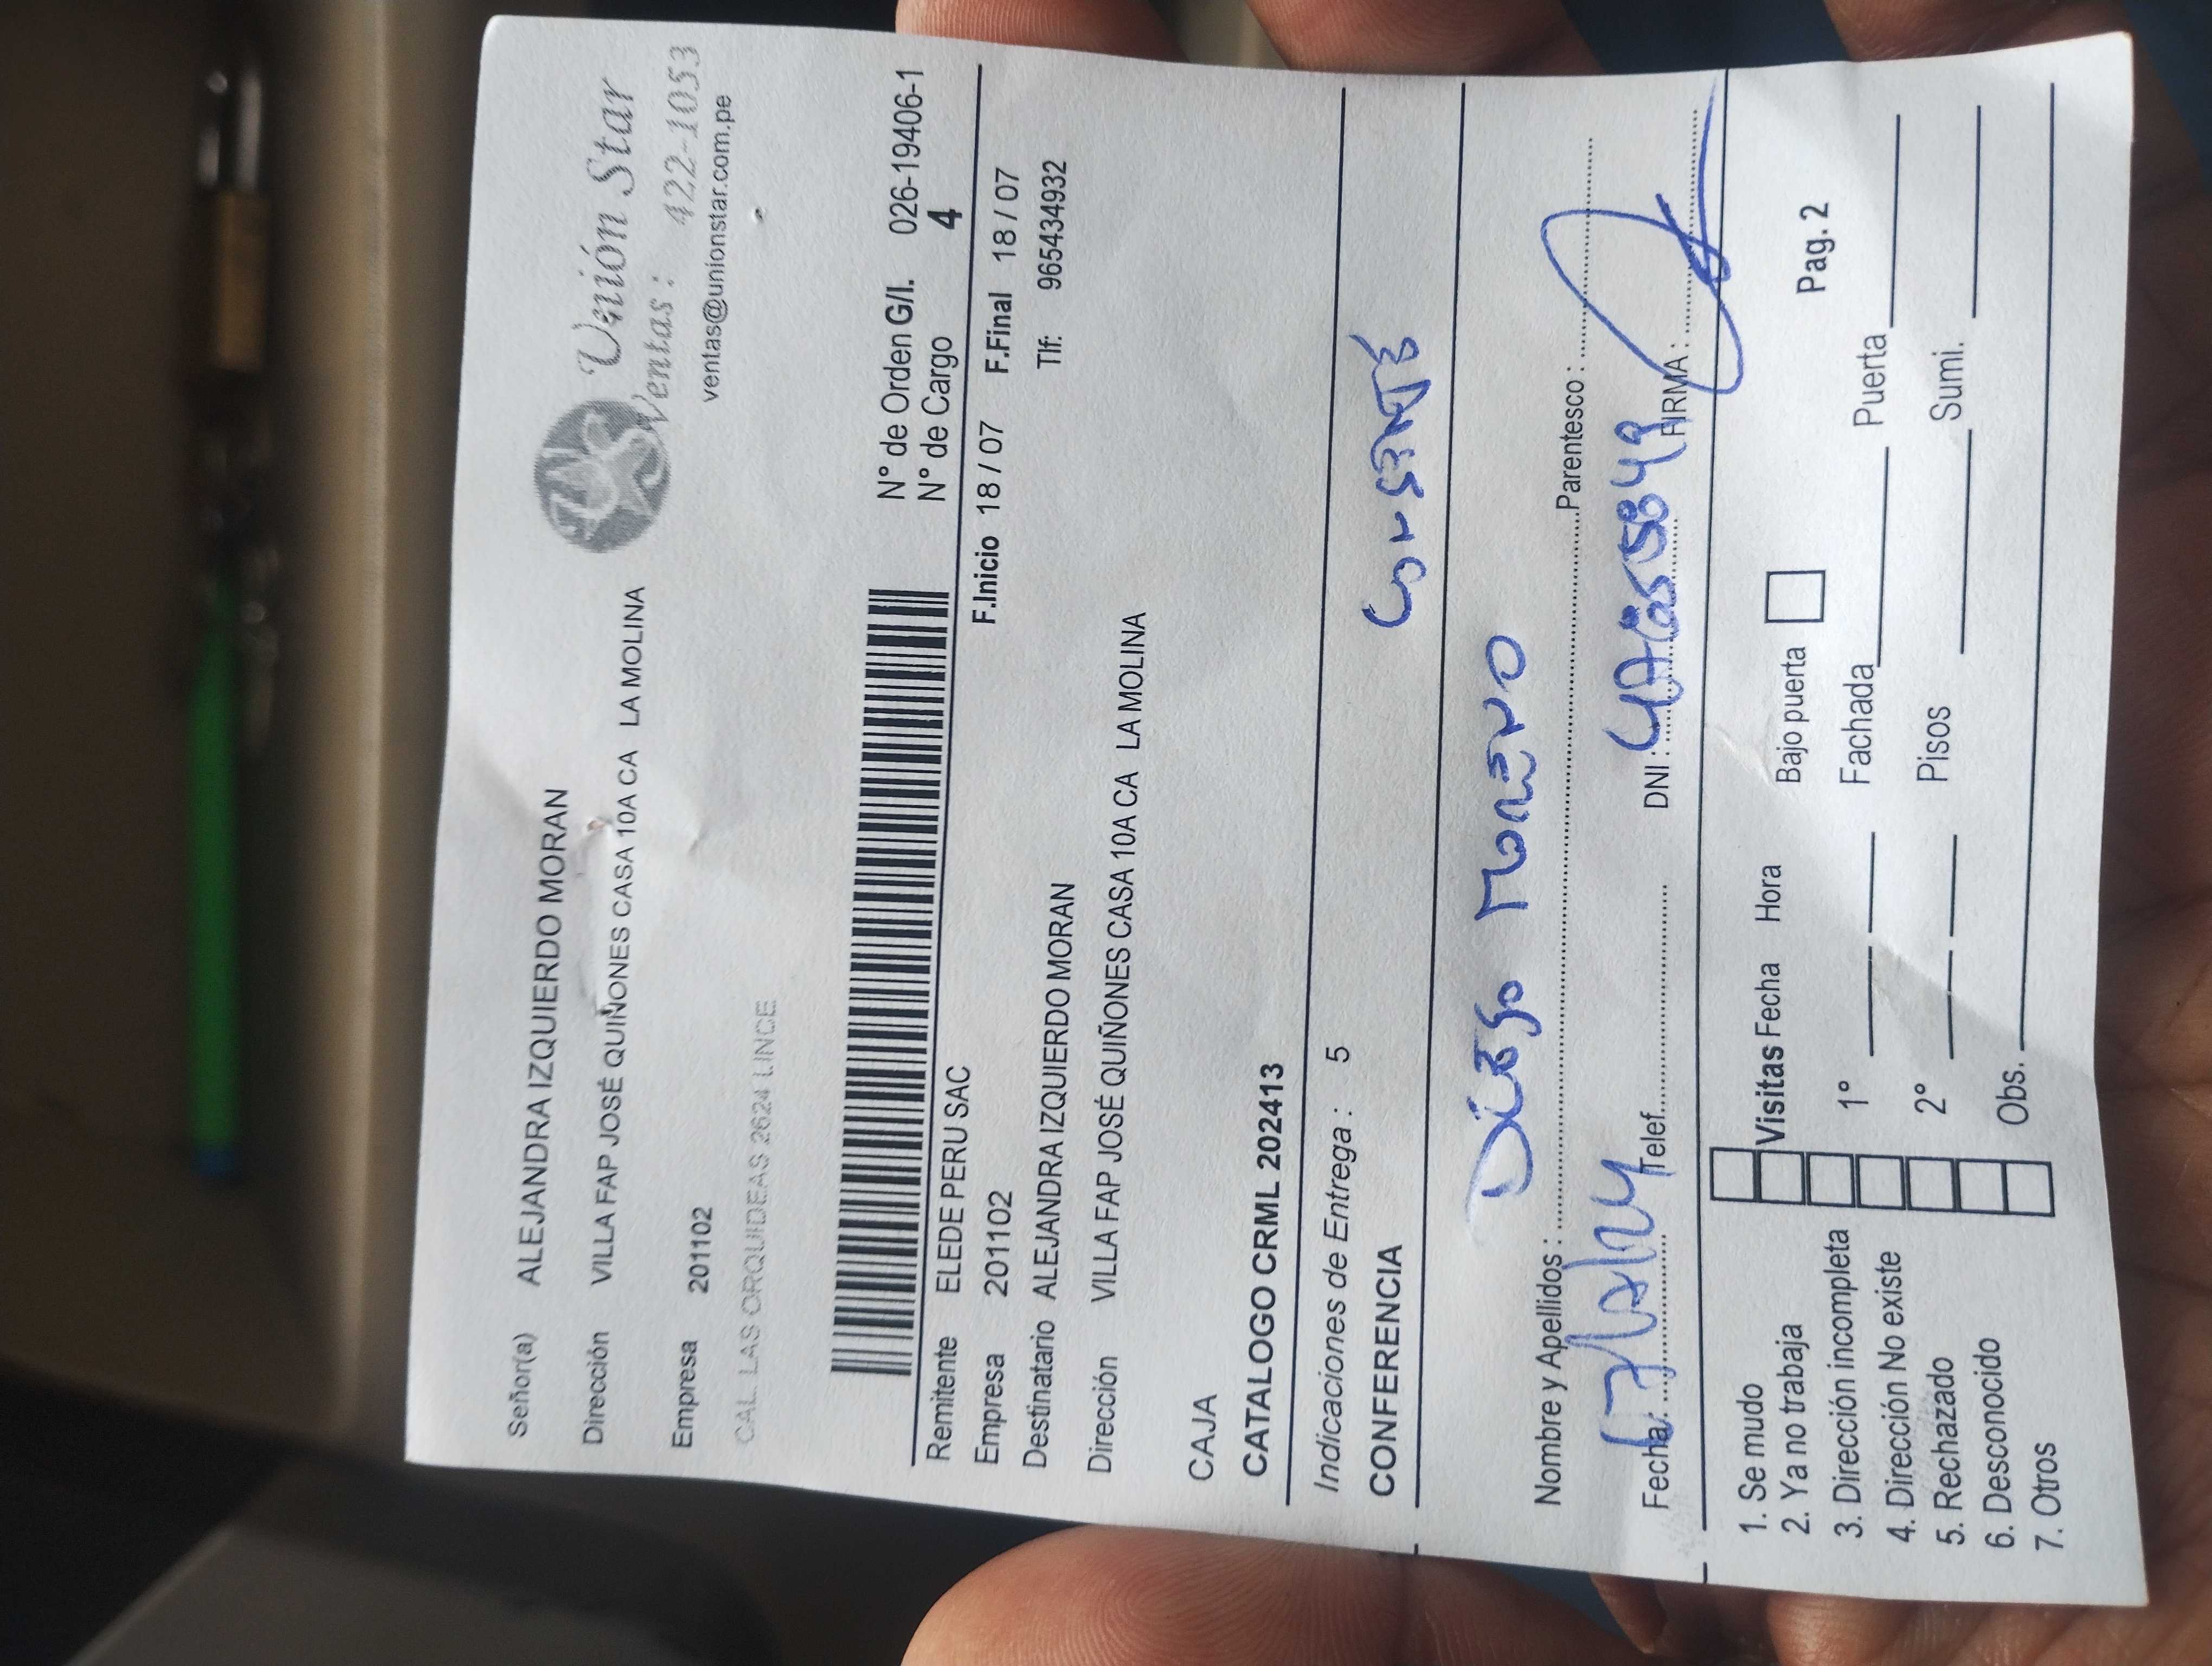 Unión Star
Ventas: 422-1053
ventas@unionstar.com.pe
Señor(a) ALEJANDRA IZQUIERDO MORAN
Dirección VILLA FAP JOSÉ QUIÑONES CASA 10A CA LA MOLINA
Empresa 201102
CAL. LAS ORQUIDEAS 2624 LINCE
N° de Orden G/I. 026-19406-1
N° de Cargo 4
Remitente ELEDE PERU SAC
Empresa 201102 F.Inicio 18 / 07 F.Final 18 / 07
Destinatario ALEJANDRA IZQUIERDO MORAN Tlf: 965434932
Dirección VILLA FAP JOSÉ QUIÑONES CASA 10A CA LA MOLINA
CAJA
CATALOGO CRML 202413
Indicaciones de Entrega : 5
CONFERENCIA
Nombre y Apellidos : Diego Moreno Parentesco :
Fecha: Telef. DNI : FIRMA :
1. Se mudo
2. Ya no trabaja
3. Dirección incompleta
4. Dirección No existe
5. Rechazado
6. Desconocido
7. Otros
Visitas Fecha Hora Bajo puerta Pag. 2
1° Fachada Puerta
2° Pisos Sumi.
Obs.